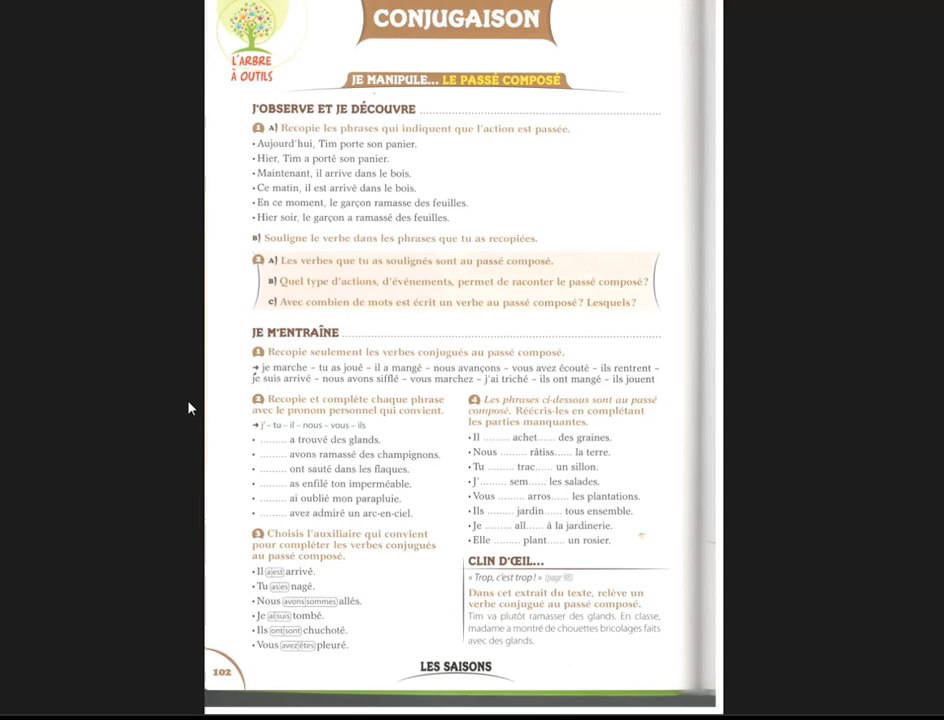 CONJUGAISON
L'ARBRE
À OUTILS
JE MANIPULE... LE PASSÉ COMPOSÉ
J'OBSERVE ET JE DÉCOUVRE
1 A) Recopie les phrases qui indiquent que l'action est passée.
• Aujourd'hui, Tim porte son panier.
• Hier, Tim a porté son panier.
• Maintenant, il arrive dans le bois.
• Ce matin, il est arrivé dans le bois.
• En ce moment, le garçon ramasse des feuilles.
• Hier soir, le garçon a ramassé des feuilles.
B) Souligne le verbe dans les phrases que tu as recopiées.
2 A) Les verbes que tu as soulignés sont au passé composé.
B) Quel type d'actions, d'événements, permet de raconter le passé composé?
C) Avec combien de mots est écrit un verbe au passé composé? Lesquels?
JE M'ENTRAÎNE
1 Recopie seulement les verbes conjugués au passé composé.
➜ je marche – tu as joué – il a mangé – nous avançons – vous avez écouté – ils rentrent –
je suis arrivé – nous avons sifflé – vous marchez – j'ai triché – ils ont mangé – ils jouent
2 Recopie et complète chaque phrase
avec le pronom personnel qui convient.
➜ j' – tu – il – nous – vous – ils
• ......... a trouvé des glands.
• ......... avons ramassé des champignons.
• ......... ont sauté dans les flaques.
• ......... as enfilé ton imperméable.
• ......... ai oublié mon parapluie.
• ......... avez admiré un arc-en-ciel.
3 Choisis l'auxiliaire qui convient
pour compléter les verbes conjugués
au passé composé.
• Il a|est arrivé.
• Tu as|es nagé.
• Nous avons|sommes allés.
• Je ai|suis tombé.
• Ils ont|sont chuchoté.
• Vous avez|êtes pleuré.
4 Les phrases ci-dessous sont au passé
composé. Réécris-les en complétant
les parties manquantes.
• Il ......... achet...... des graines.
• Nous ......... râtiss...... la terre.
• Tu ......... trac...... un sillon.
• J'......... sem...... les salades.
• Vous ......... arros...... les plantations.
• Ils ......... jardin...... tous ensemble.
• Je ......... all...... à la jardinerie.
• Elle ......... plant...... un rosier.
CLIN D'ŒIL...
« Trop, c'est trop ! » (page 98)
Dans cet extrait du texte, relève un
verbe conjugué au passé composé.
Tim va plutôt ramasser des glands. En classe,
madame a montré de chouettes bricolages faits
avec des glands.
102
LES SAISONS